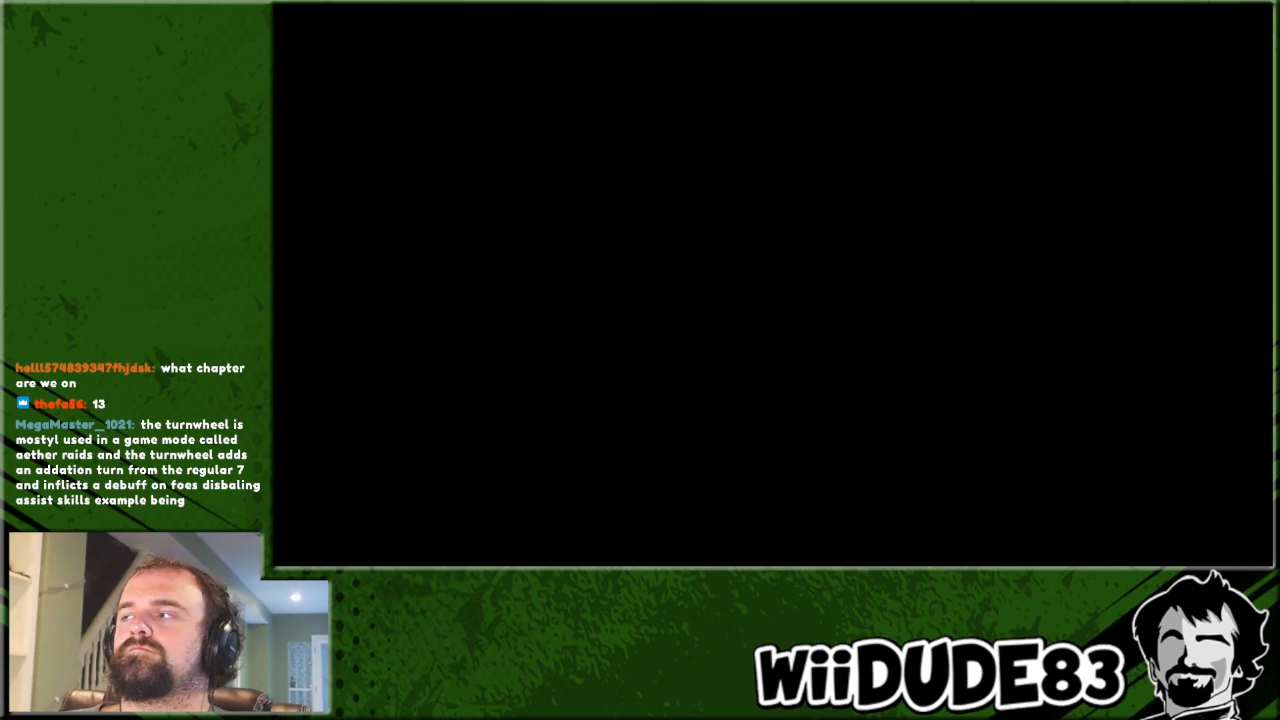 helll574839347fhjdsk: what chapter
are we on
thefa86: 13
MegaMaster_1021: the turnwheel is
mostyl used in a game mode called
aether raids and the turnwheel adds
an addation turn from the regular 7
and inflicts a debuff on foes disbaling
assist skills example being
WiiDUDE83